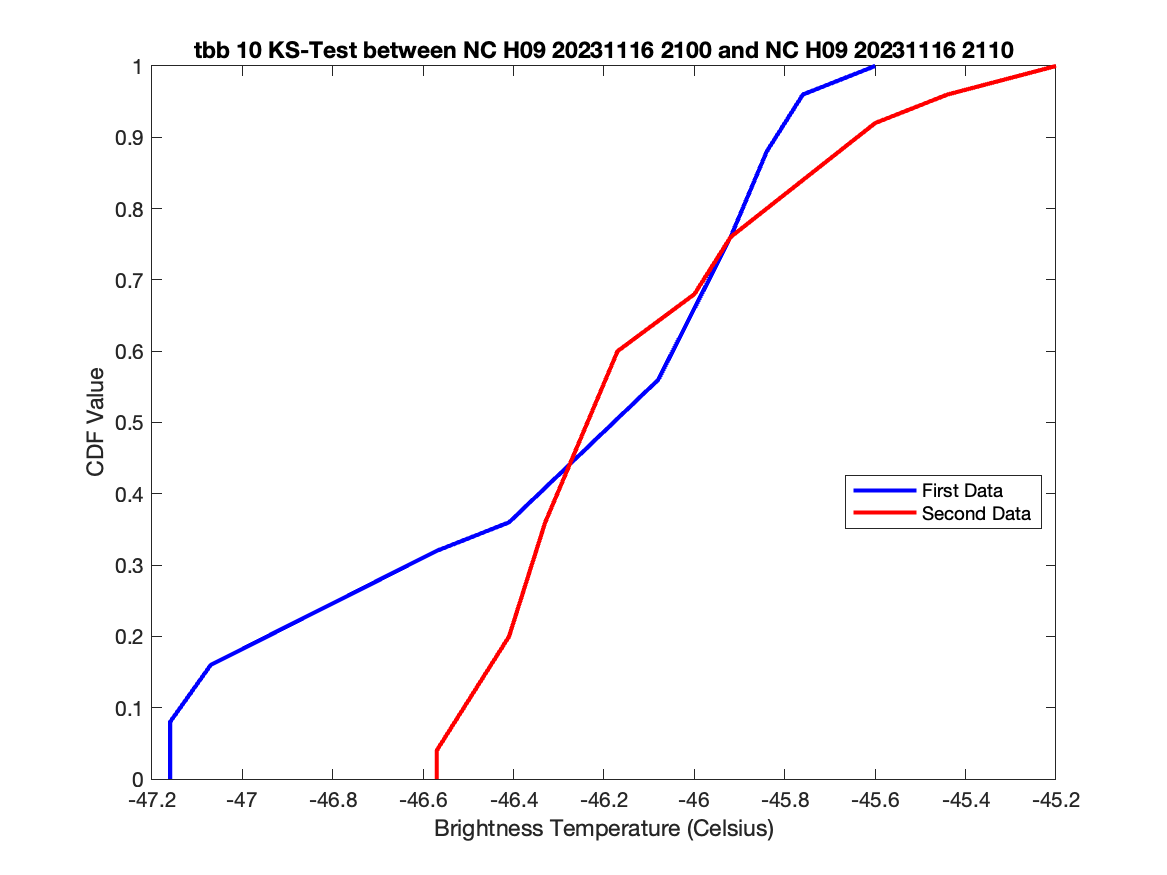 tbb 10 KS-Test between NC H09 20231116 2100 and NC H09 20231116 2110
1
0.9
0.8
0.7
0.6
0.5
0.4
0.3
0.2
0.1
0
CDF Value
First Data
Second Data
-47.2 -47 -46.8 -46.6 -46.4 -46.2 -46 -45.8 -45.6 -45.4 -45.2
Brightness Temperature (Celsius)